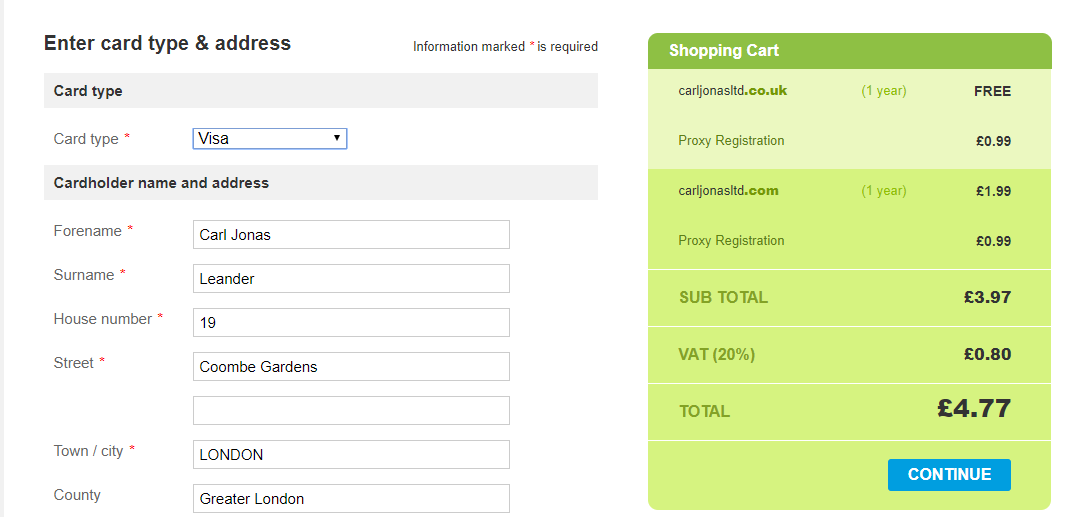 Enter card type & address
Information marked * is required
Card type
Card type *
Visa
Cardholder name and address
Forename *
Carl Jonas
Surname *
Leander
House number *
19
Street *
Coombe Gardens
Town / city *
LONDON
County
Greater London
Shopping Cart
carljonasltd.co.uk (1 year) FREE
Proxy Registration £0.99
carljonasltd.com (1 year) £1.99
Proxy Registration £0.99
SUB TOTAL £3.97
VAT (20%) £0.80
TOTAL £4.77
CONTINUE